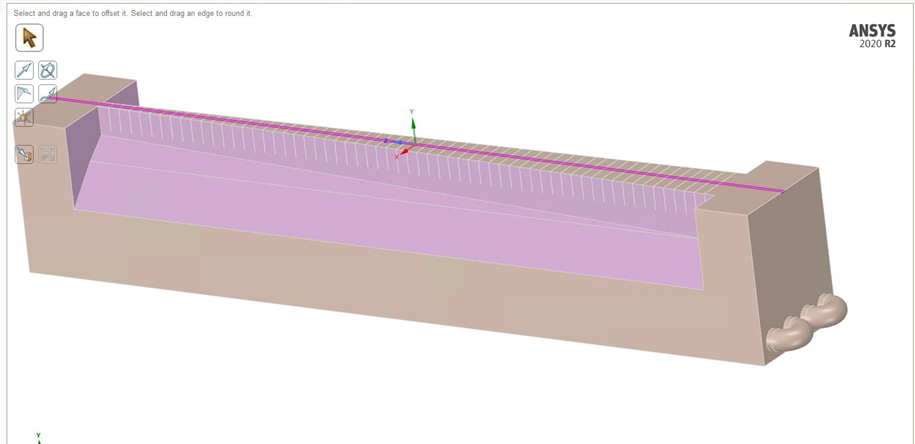 Select and drag a face to offset it. Select and drag an edge to round it.
ANSYS
2020 R2
Y
Z
X
Y